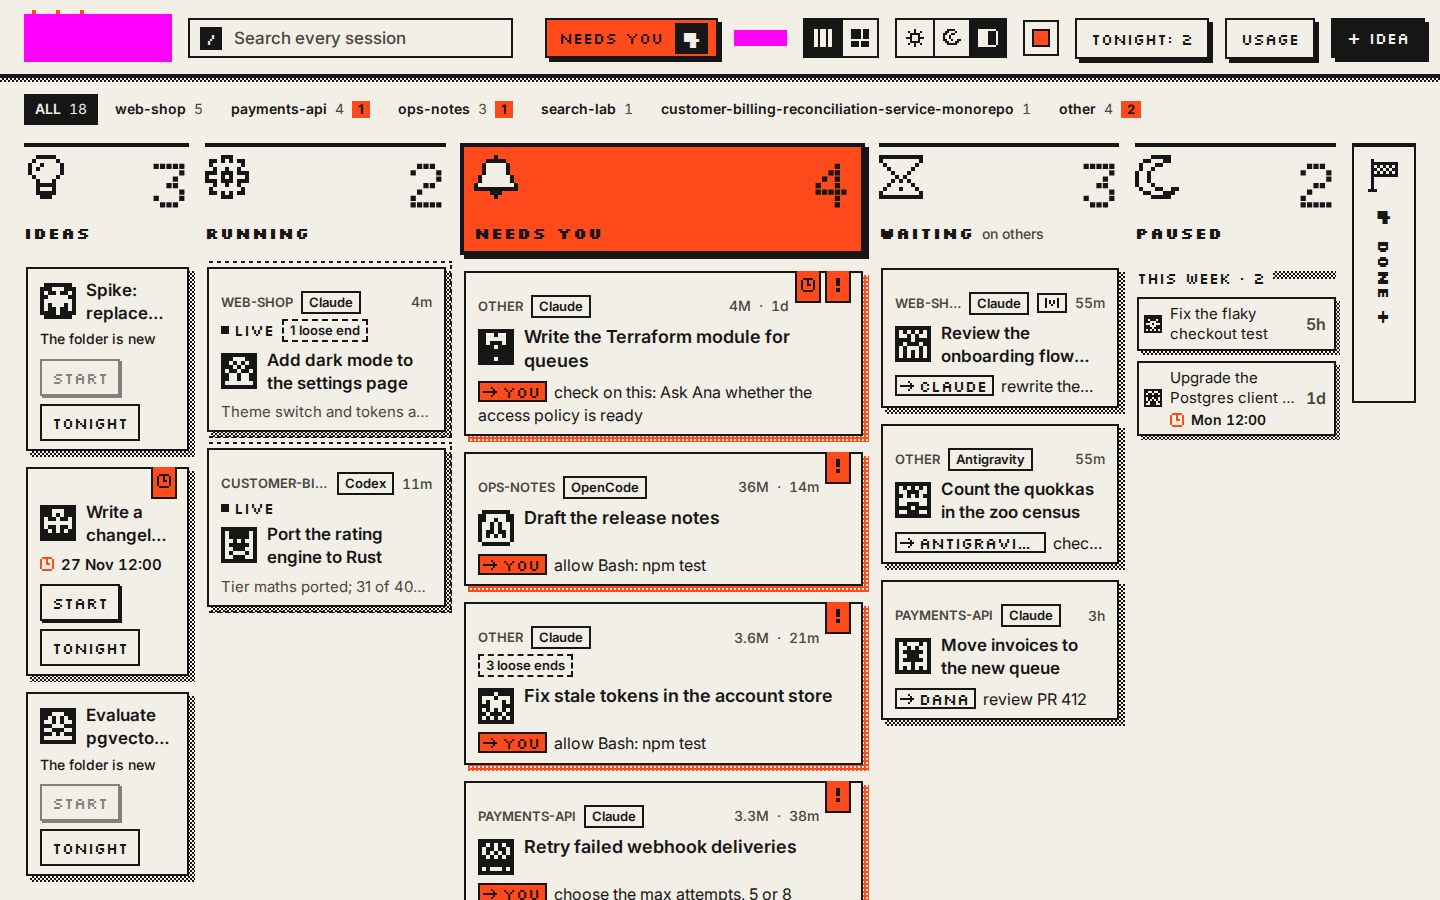 / Search every session
NEEDS YOU 4
TONIGHT: 2
USAGE
+ IDEA
ALL 18
web-shop 5
payments-api 4 1
ops-notes 3 1
search-lab 1
customer-billing-reconciliation-service-monorepo 1
other 4 2
3
IDEAS
Spike:
replace...
The folder is new
START
TONIGHT
Write a
changel...
27 Nov 12:00
START
TONIGHT
Evaluate
pgvecto...
The folder is new
START
TONIGHT
2
RUNNING
WEB-SHOP Claude 4m
LIVE 1 loose end
Add dark mode to
the settings page
Theme switch and tokens a...
CUSTOMER-BI... Codex 11m
LIVE
Port the rating
engine to Rust
Tier maths ported; 31 of 40...
4
NEEDS YOU
OTHER Claude 4M · 1d !
Write the Terraform module for
queues
→ YOU check on this: Ask Ana whether the
access policy is ready
OPS-NOTES OpenCode 36M · 14m !
Draft the release notes
→ YOU allow Bash: npm test
OTHER Claude 3.6M · 21m !
3 loose ends
Fix stale tokens in the account store
→ YOU allow Bash: npm test
PAYMENTS-API Claude 3.3M · 38m !
Retry failed webhook deliveries
→ YOU choose the max attempts, 5 or 8
3
WAITING on others
WEB-SH... Claude 55m
Review the
onboarding flow...
→ CLAUDE rewrite the...
OTHER Antigravity 55m
Count the quokkas
in the zoo census
→ ANTIGRAVI... chec...
PAYMENTS-API Claude 3h
Move invoices to
the new queue
→ DANA review PR 412
2
PAUSED
THIS WEEK · 2
Fix the flaky
checkout test 5h
Upgrade the
Postgres client ... 1d
Mon 12:00
4 DONE +